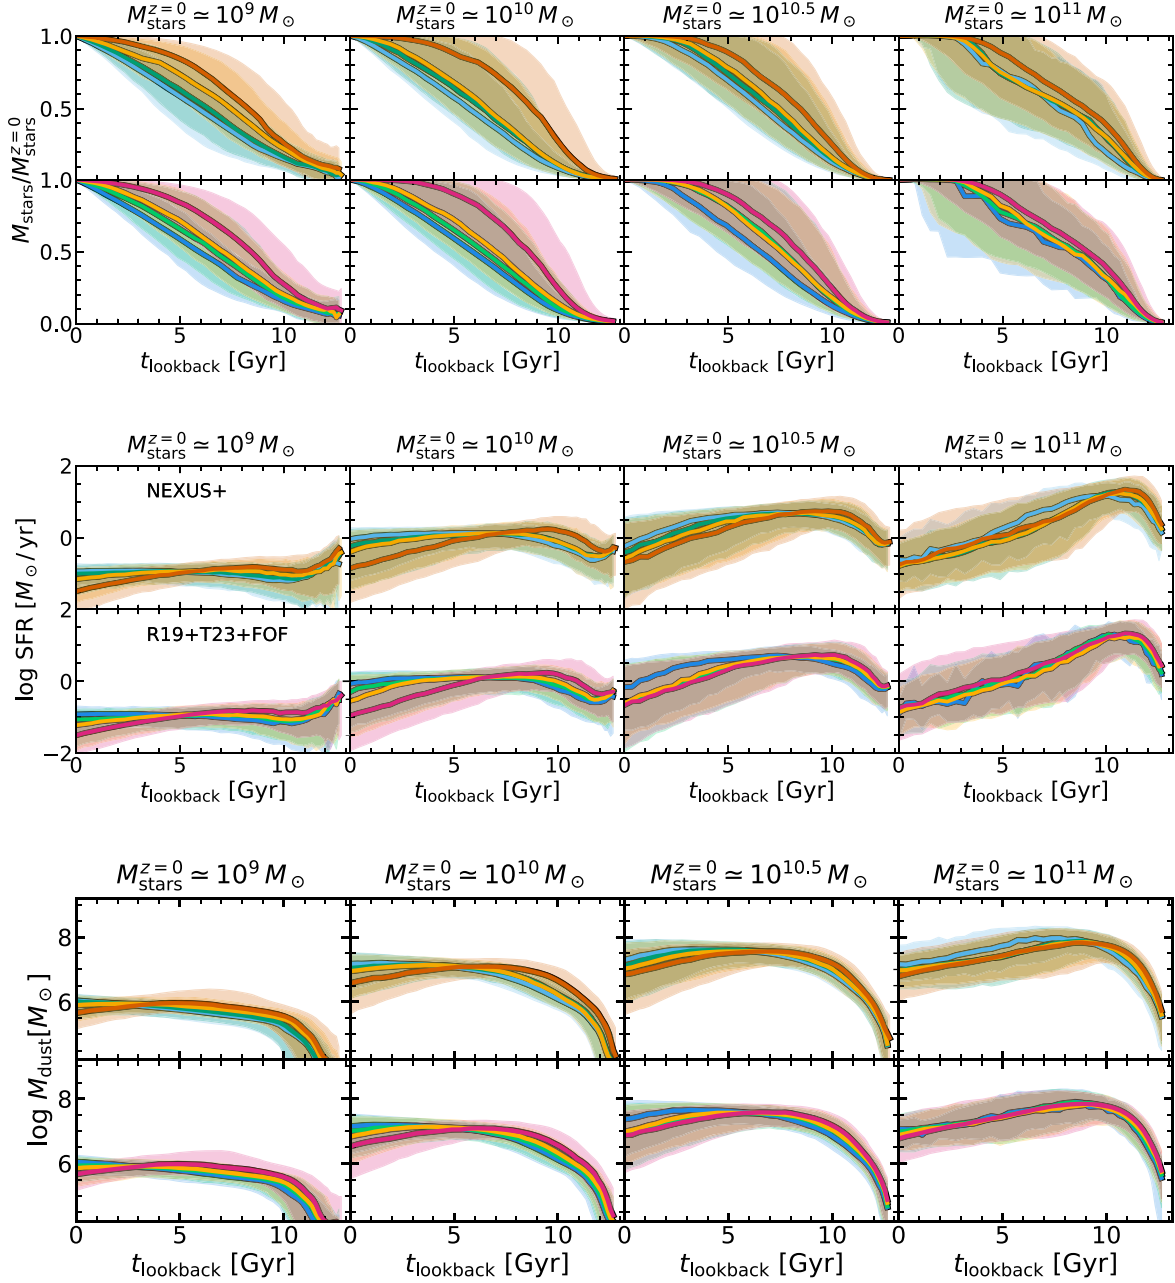 M_stars^{z=0} ≃ 10^9 M_⊙ M_stars^{z=0} ≃ 10^10 M_⊙ M_stars^{z=0} ≃ 10^10.5 M_⊙ M_stars^{z=0} ≃ 10^11 M_⊙
M_stars/M_stars^{z=0}
1.0
0.5
1.0
0.5
0.0
0 5 10 0 5 10 0 5 10 0 5 10
t_lookback [Gyr] t_lookback [Gyr] t_lookback [Gyr] t_lookback [Gyr]
M_stars^{z=0} ≃ 10^9 M_⊙ M_stars^{z=0} ≃ 10^10 M_⊙ M_stars^{z=0} ≃ 10^10.5 M_⊙ M_stars^{z=0} ≃ 10^11 M_⊙
log SFR [M_⊙ / yr]
2
NEXUS+
0
2
R19+T23+FOF
0
−2
0 5 10 0 5 10 0 5 10 0 5 10
t_lookback [Gyr] t_lookback [Gyr] t_lookback [Gyr] t_lookback [Gyr]
M_stars^{z=0} ≃ 10^9 M_⊙ M_stars^{z=0} ≃ 10^10 M_⊙ M_stars^{z=0} ≃ 10^10.5 M_⊙ M_stars^{z=0} ≃ 10^11 M_⊙
log M_dust[M_⊙]
8
6
8
6
0 5 10 0 5 10 0 5 10 0 5 10
t_lookback [Gyr] t_lookback [Gyr] t_lookback [Gyr] t_lookback [Gyr]